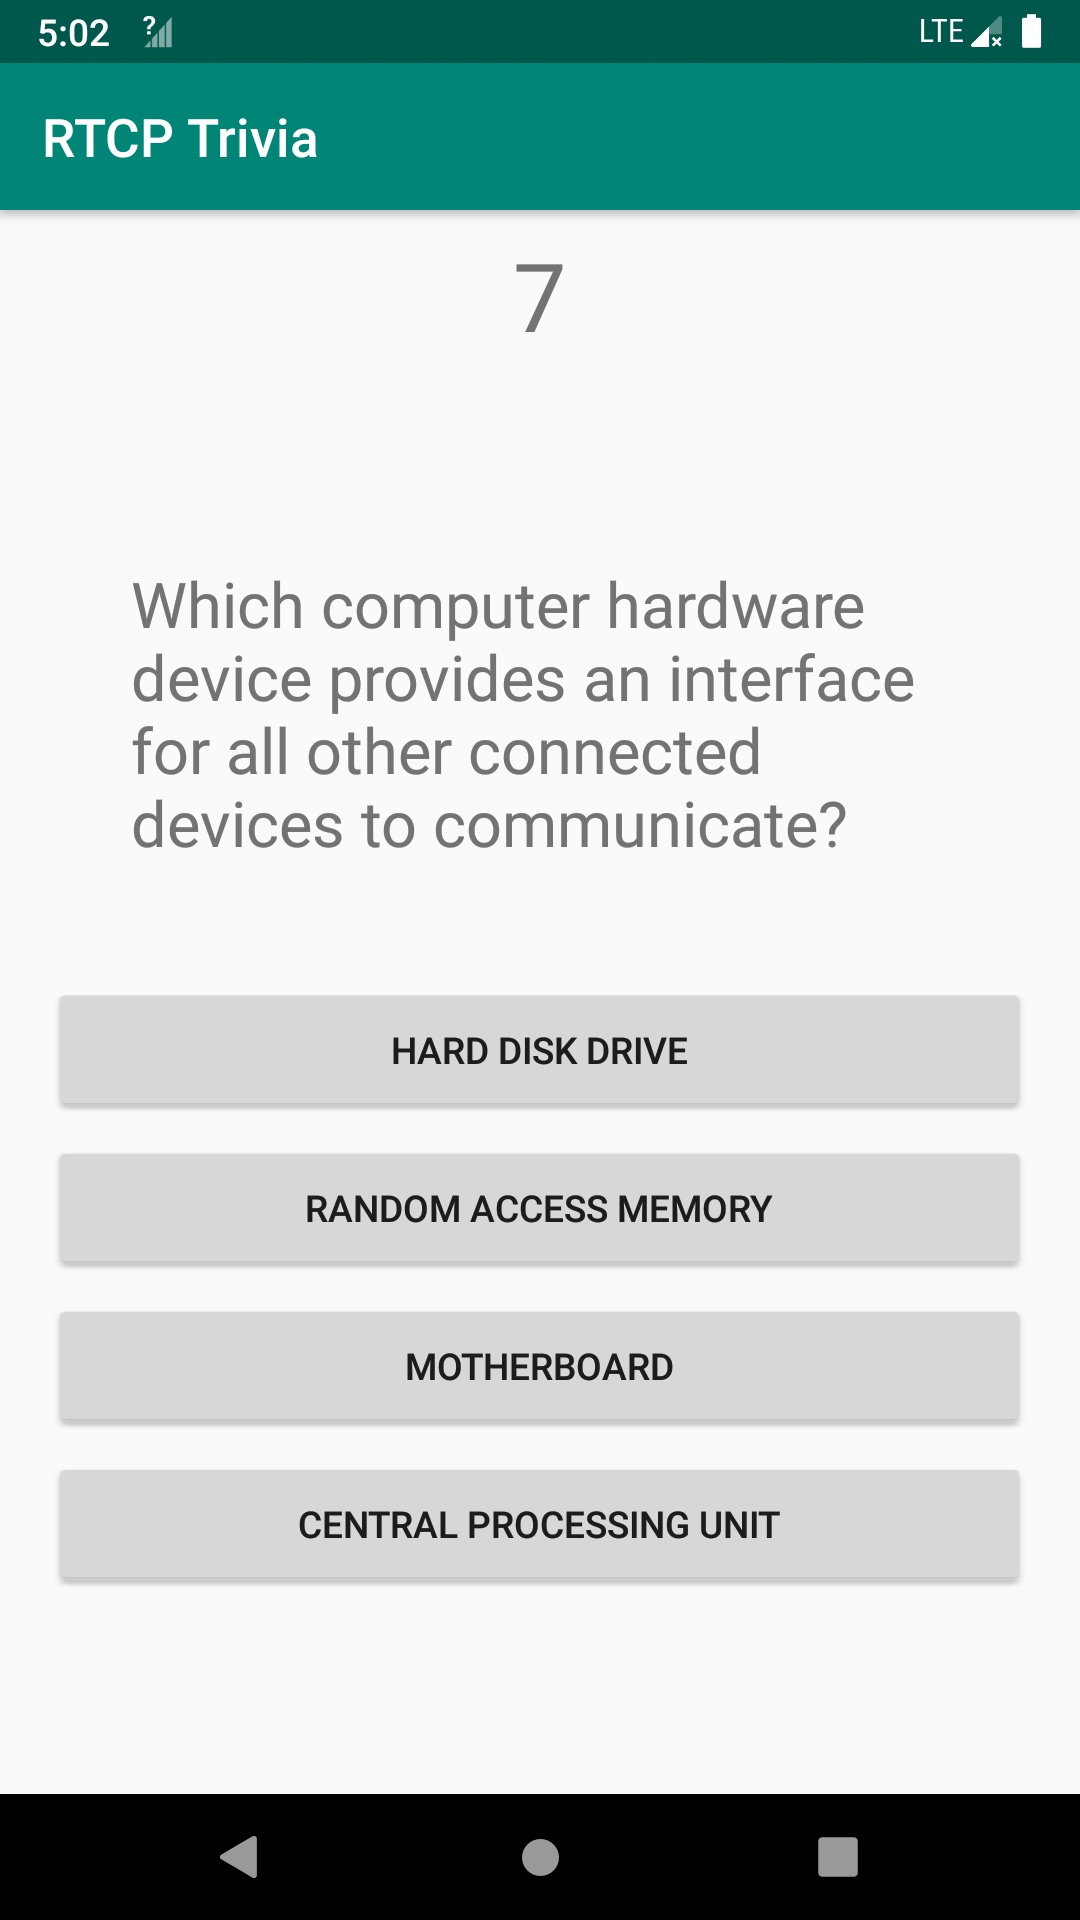 5:02
?
LTE
RTCP Trivia
7
Which computer hardware
device provides an interface
for all other connected
devices to communicate?
HARD DISK DRIVE
RANDOM ACCESS MEMORY
MOTHERBOARD
CENTRAL PROCESSING UNIT